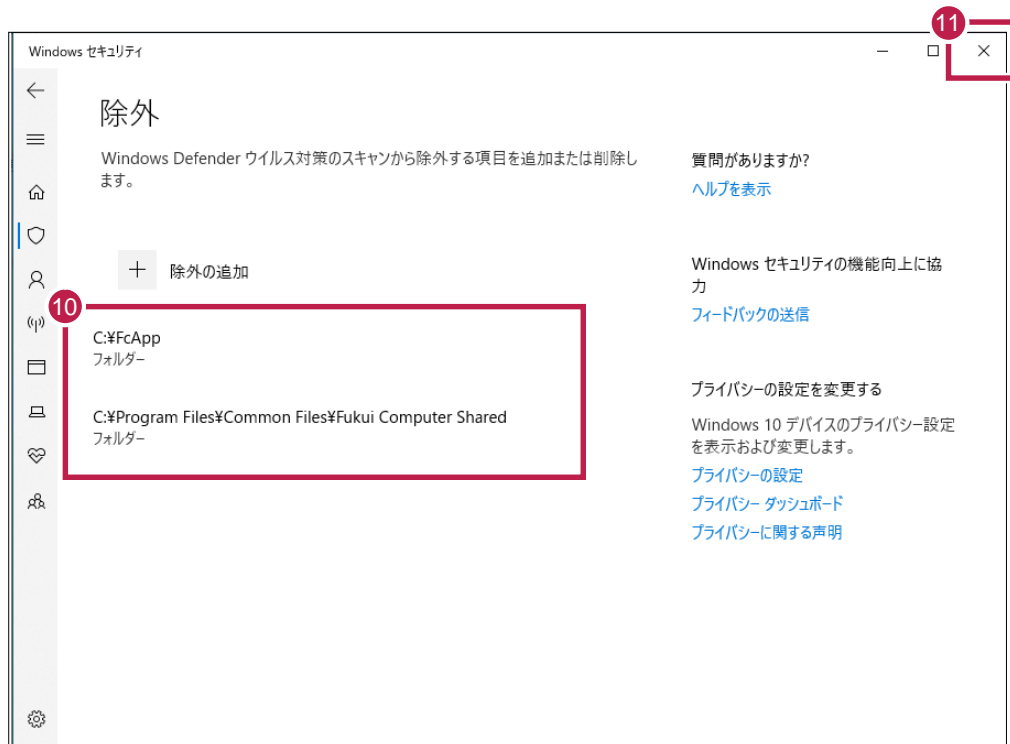 11
Windows セキュリティ
除外
Windows Defender ウイルス対策のスキャンから除外する項目を追加または削除し
ます。
除外の追加
10
C:¥FcApp
フォルダー
C:¥Program Files¥Common Files¥Fukui Computer Shared
フォルダー
質問がありますか?
ヘルプを表示
Windows セキュリティの機能向上に協
力
フィードバックの送信
プライバシーの設定を変更する
Windows 10 デバイスのプライバシー設定
を表示および変更します。
プライバシーの設定
プライバシー ダッシュボード
プライバシーに関する声明